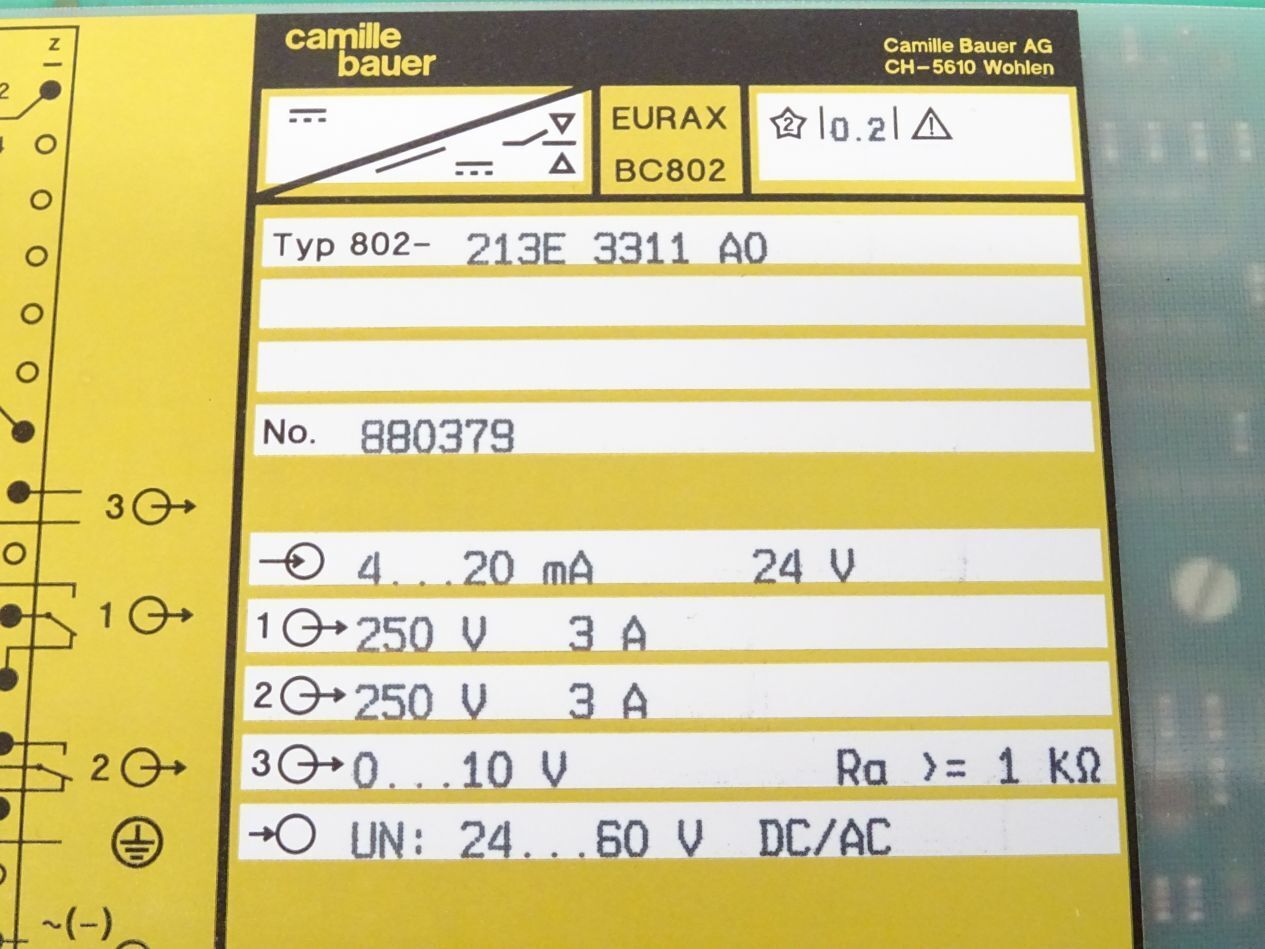 camille
bauer
Camille Bauer AG
CH-5610 Wohlen
EURAX
BC802
2 |0.2|
Typ 802- 213E 3311 A0
No. 880379
4...20 mA 24 V
1 250 V 3 A
2 250 V 3 A
3 0...10 V Ra >= 1 KΩ
UN: 24...60 V DC/AC
z
2
3
1
2
~(-)